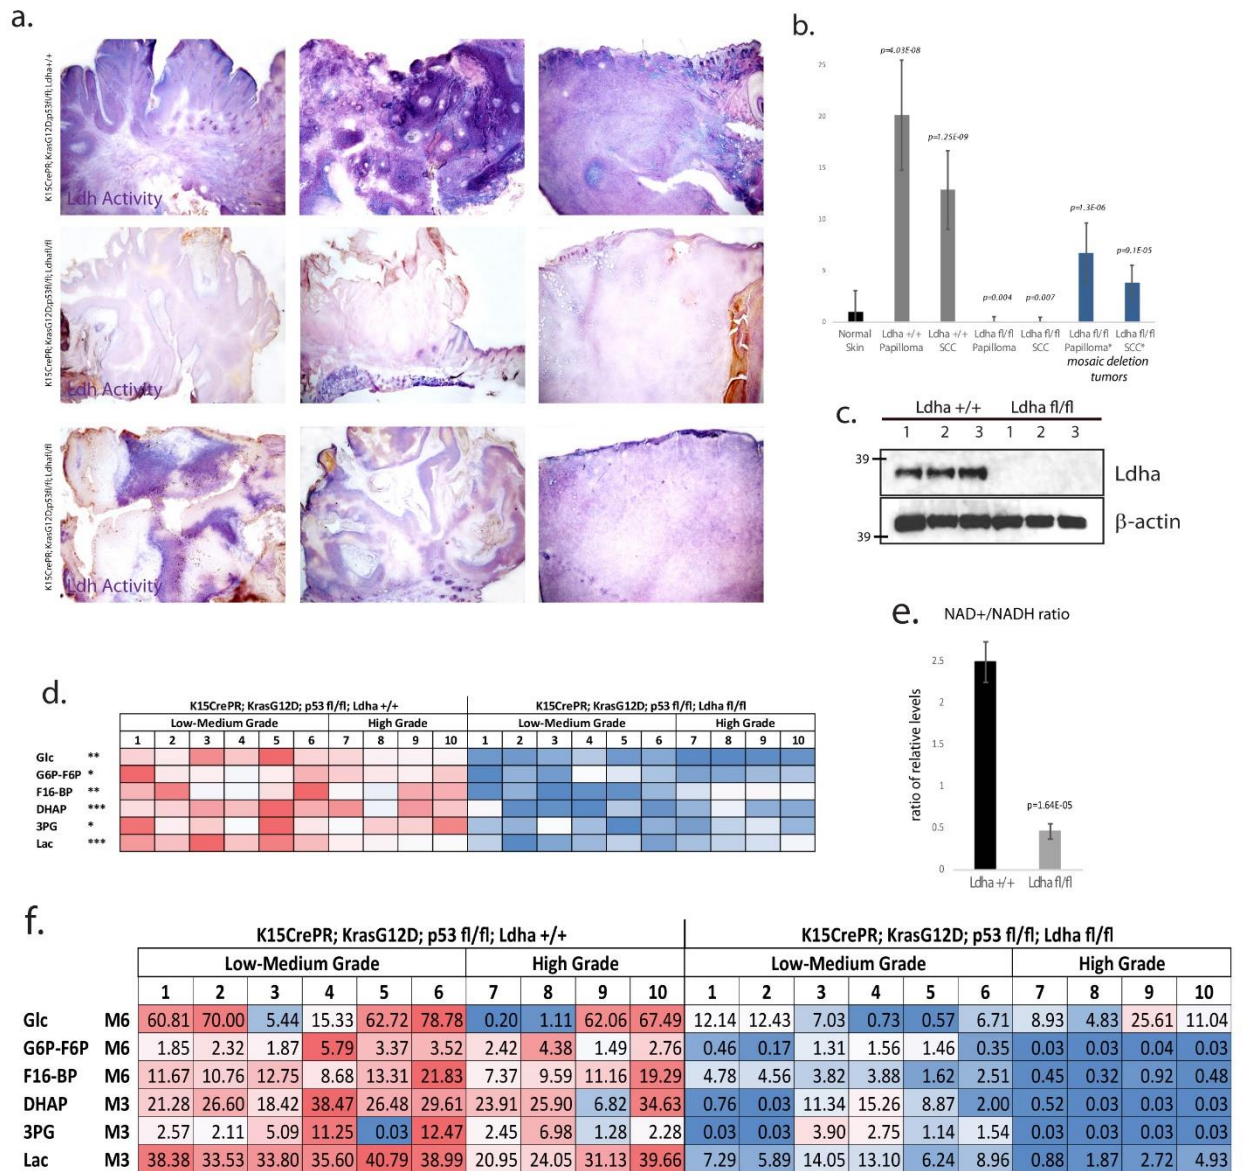 a.
K15CrePR; KrasG12D;p53fl/fl; Ldha+/+
Ldh Activity
K15CrePR; KrasG12D;p53fl/fl; Ldhafl/fl
Ldh Activity
K15CrePR; KrasG12D;p53fl/fl; Ldhafl/fl
Ldh Activity
b.
p=4.03E-08
p=1.25E-09
p=0.004
p=0.007
p=1.3E-06
p=9.1E-05
25
20
15
10
5
0
Normal Skin
Ldha +/+ Papilloma
Ldha +/+ SCC
Ldha fl/fl Papilloma
Ldha fl/fl SCC
Ldha fl/fl Papilloma*
Ldha fl/fl SCC*
mosaic deletion
tumors
c.
Ldha +/+ Ldha fl/fl
1 2 3 1 2 3
39 Ldha
β-actin
39
e. NAD+/NADH ratio
ratio of relative levels
2.5
2
1.5
1
0.5
0
p=1.64E-05
Ldha +/+ Ldha fl/fl
d.
K15CrePR; KrasG12D; p53 fl/fl; Ldha +/+ K15CrePR; KrasG12D; p53 fl/fl; Ldha fl/fl
Low-Medium Grade High Grade Low-Medium Grade High Grade
1 2 3 4 5 6 7 8 9 10 1 2 3 4 5 6 7 8 9 10
Glc **
G6P-F6P *
F16-BP **
DHAP ***
3PG *
Lac ***
f.
K15CrePR; KrasG12D; p53 fl/fl; Ldha +/+ K15CrePR; KrasG12D; p53 fl/fl; Ldha fl/fl
Low-Medium Grade High Grade Low-Medium Grade High Grade
1 2 3 4 5 6 7 8 9 10 1 2 3 4 5 6 7 8 9 10
Glc M6 60.81 70.00 5.44 15.33 62.72 78.78 0.20 1.11 62.06 67.49 12.14 12.43 7.03 0.73 0.57 6.71 8.93 4.83 25.61 11.04
G6P-F6P M6 1.85 2.32 1.87 5.79 3.37 3.52 2.42 4.38 1.49 2.76 0.46 0.17 1.31 1.56 1.46 0.35 0.03 0.03 0.04 0.03
F16-BP M6 11.67 10.76 12.75 8.68 13.31 21.83 7.37 9.59 11.16 19.29 4.78 4.56 3.82 3.88 1.62 2.51 0.45 0.32 0.92 0.48
DHAP M3 21.28 26.60 18.42 38.47 26.48 29.61 23.91 25.90 6.82 34.63 0.76 0.03 11.34 15.26 8.87 2.00 0.52 0.03 0.03 0.03
3PG M3 2.57 2.11 5.09 11.25 0.03 12.47 2.45 6.98 1.28 2.28 0.03 0.03 3.90 2.75 1.14 1.54 0.03 0.03 0.03 0.03
Lac M3 38.38 33.53 33.80 35.60 40.79 38.99 20.95 24.05 31.13 39.66 7.29 5.89 14.05 13.10 6.24 8.96 0.88 1.87 2.72 4.93